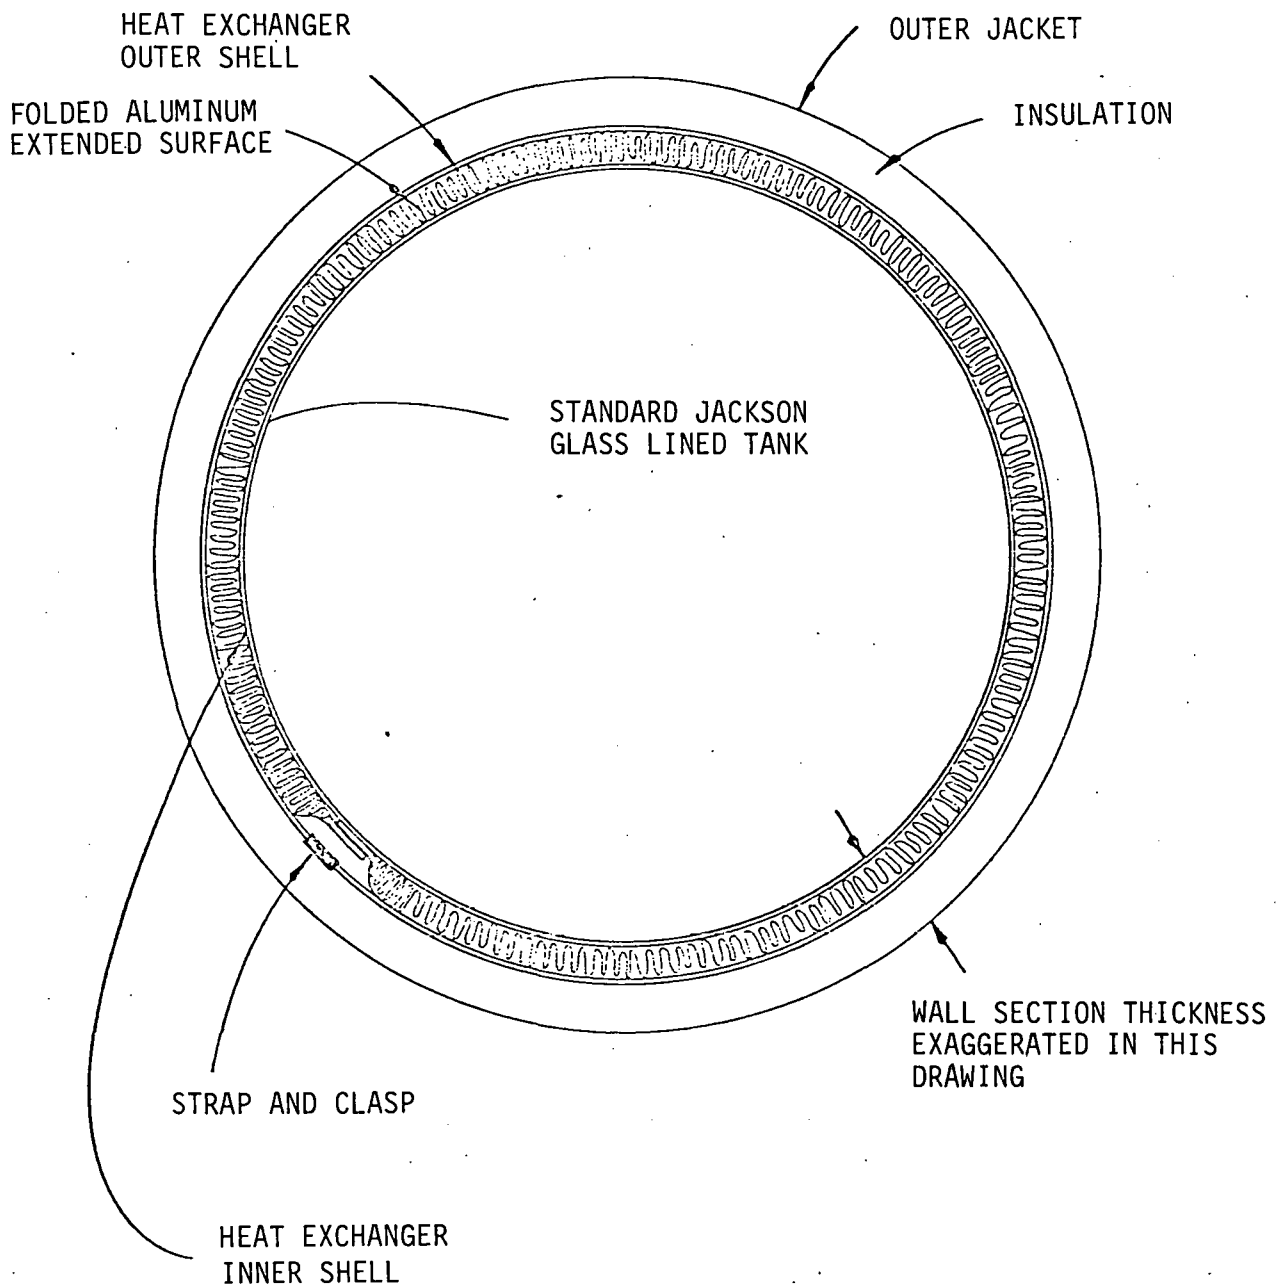 HEAT EXCHANGER
OUTER SHELL
OUTER JACKET
FOLDED ALUMINUM
EXTENDED SURFACE
INSULATION
STANDARD JACKSON
GLASS LINED TANK
WALL SECTION THICKNESS
EXAGGERATED IN THIS
DRAWING
STRAP AND CLASP
HEAT EXCHANGER
INNER SHELL